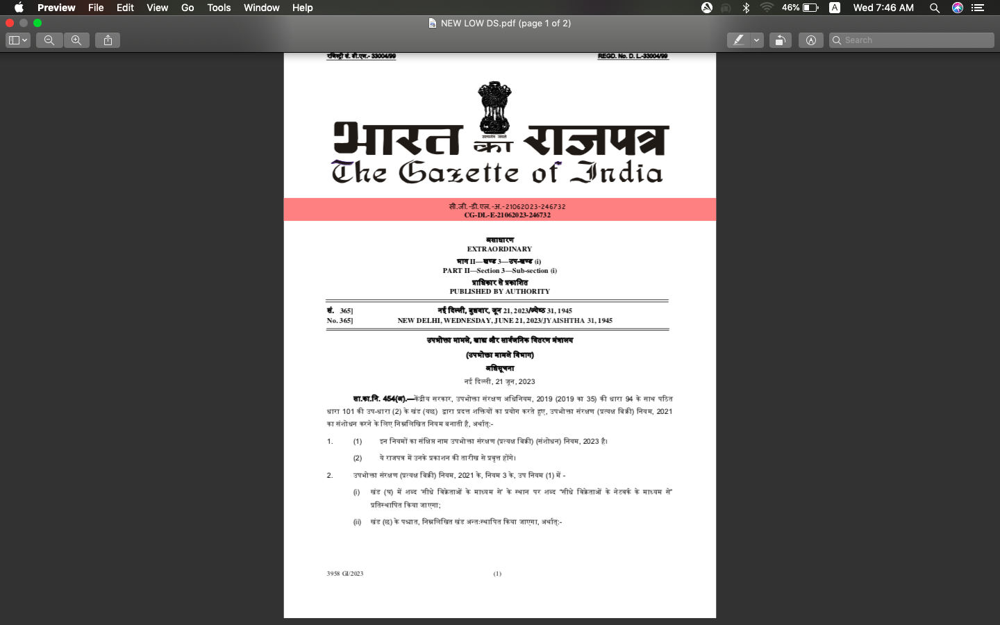 Preview File Edit View Go Tools Window Help 46% A Wed 7:46 AM
NEW LOW DS.pdf (page 1 of 2)
Search
रजिस्ट्री सं. डी.एल.- 33004/99 REGD. No. D. L.-33004/99
सत्यमेव जयते
भारत का राजपत्र
The Gazette of India
सी.जी.-डी.एल.-अ.-21062023-246732
CG-DL-E-21062023-246732
असाधारण
EXTRAORDINARY
भाग II—खण्ड 3—उप-खण्ड (i)
PART II—Section 3—Sub-section (i)
प्राधिकार से प्रकाशित
PUBLISHED BY AUTHORITY
सं. 365] नई दिल्ली, बुधवार, जून 21, 2023/ज्येष्ठ 31, 1945
No. 365] NEW DELHI, WEDNESDAY, JUNE 21, 2023/JYAISHTHA 31, 1945
उपभोक्ता मामले, खाद्य और सार्वजनिक वितरण मंत्रालय
(उपभोक्ता मामले विभाग)
अधिसूचना
नई दिल्ली, 21 जून, 2023
सा.का.नि. 454(अ).—केंद्रीय सरकार, उपभोक्ता संरक्षण अधिनियम, 2019 (2019 का 35) की धारा 94 के साथ पठित
धारा 101 की उप-धारा (2) के खंड (यछ) द्वारा प्रदत्त शक्तियों का प्रयोग करते हुए, उपभोक्ता संरक्षण (प्रत्यक्ष बिक्री) नियम, 2021
का संशोधन करने के लिए निम्नलिखित नियम बनाती है, अर्थात्:-
1. (1) इन नियमों का संक्षिप्त नाम उपभोक्ता संरक्षण (प्रत्यक्ष बिक्री) (संशोधन) नियम, 2023 है।
(2) ये राजपत्र में उनके प्रकाशन की तारीख से प्रवृत्त होंगे।
2. उपभोक्ता संरक्षण (प्रत्यक्ष बिक्री) नियम, 2021 के, नियम 3 के, उप नियम (1) में -
(i) खंड (घ) में शब्द 'सीधे विक्रेताओं के माध्यम से' के स्थान पर शब्द "सीधे विक्रेताओं के नेटवर्क के माध्यम से"
प्रतिस्थापित किया जाएगा;
(ii) खंड (छ) के पश्चात, निम्नलिखित खंड अन्तःस्थापित किया जाएगा, अर्थात्:-
3958 GI/2023 (1)